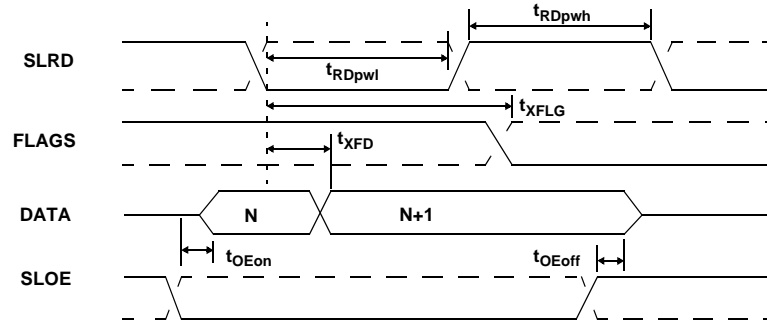 t_RDpwh
SLRD
t_RDpwl
t_XFLG
FLAGS
t_XFD
DATA N N+1
t_OEon t_OEoff
SLOE